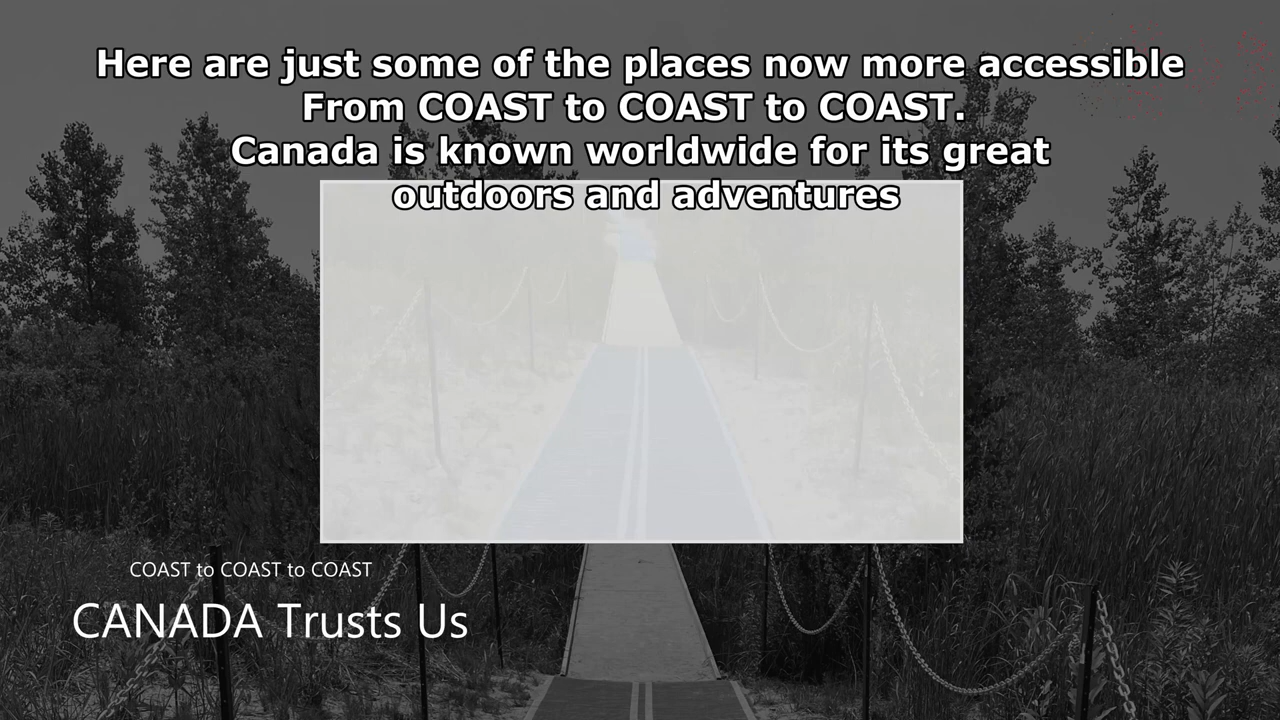 Here are just some of the places now more accessible
From COAST to COAST to COAST.
Canada is known worldwide for its great
outdoors and adventures
COAST to COAST to COAST
CANADA Trusts Us